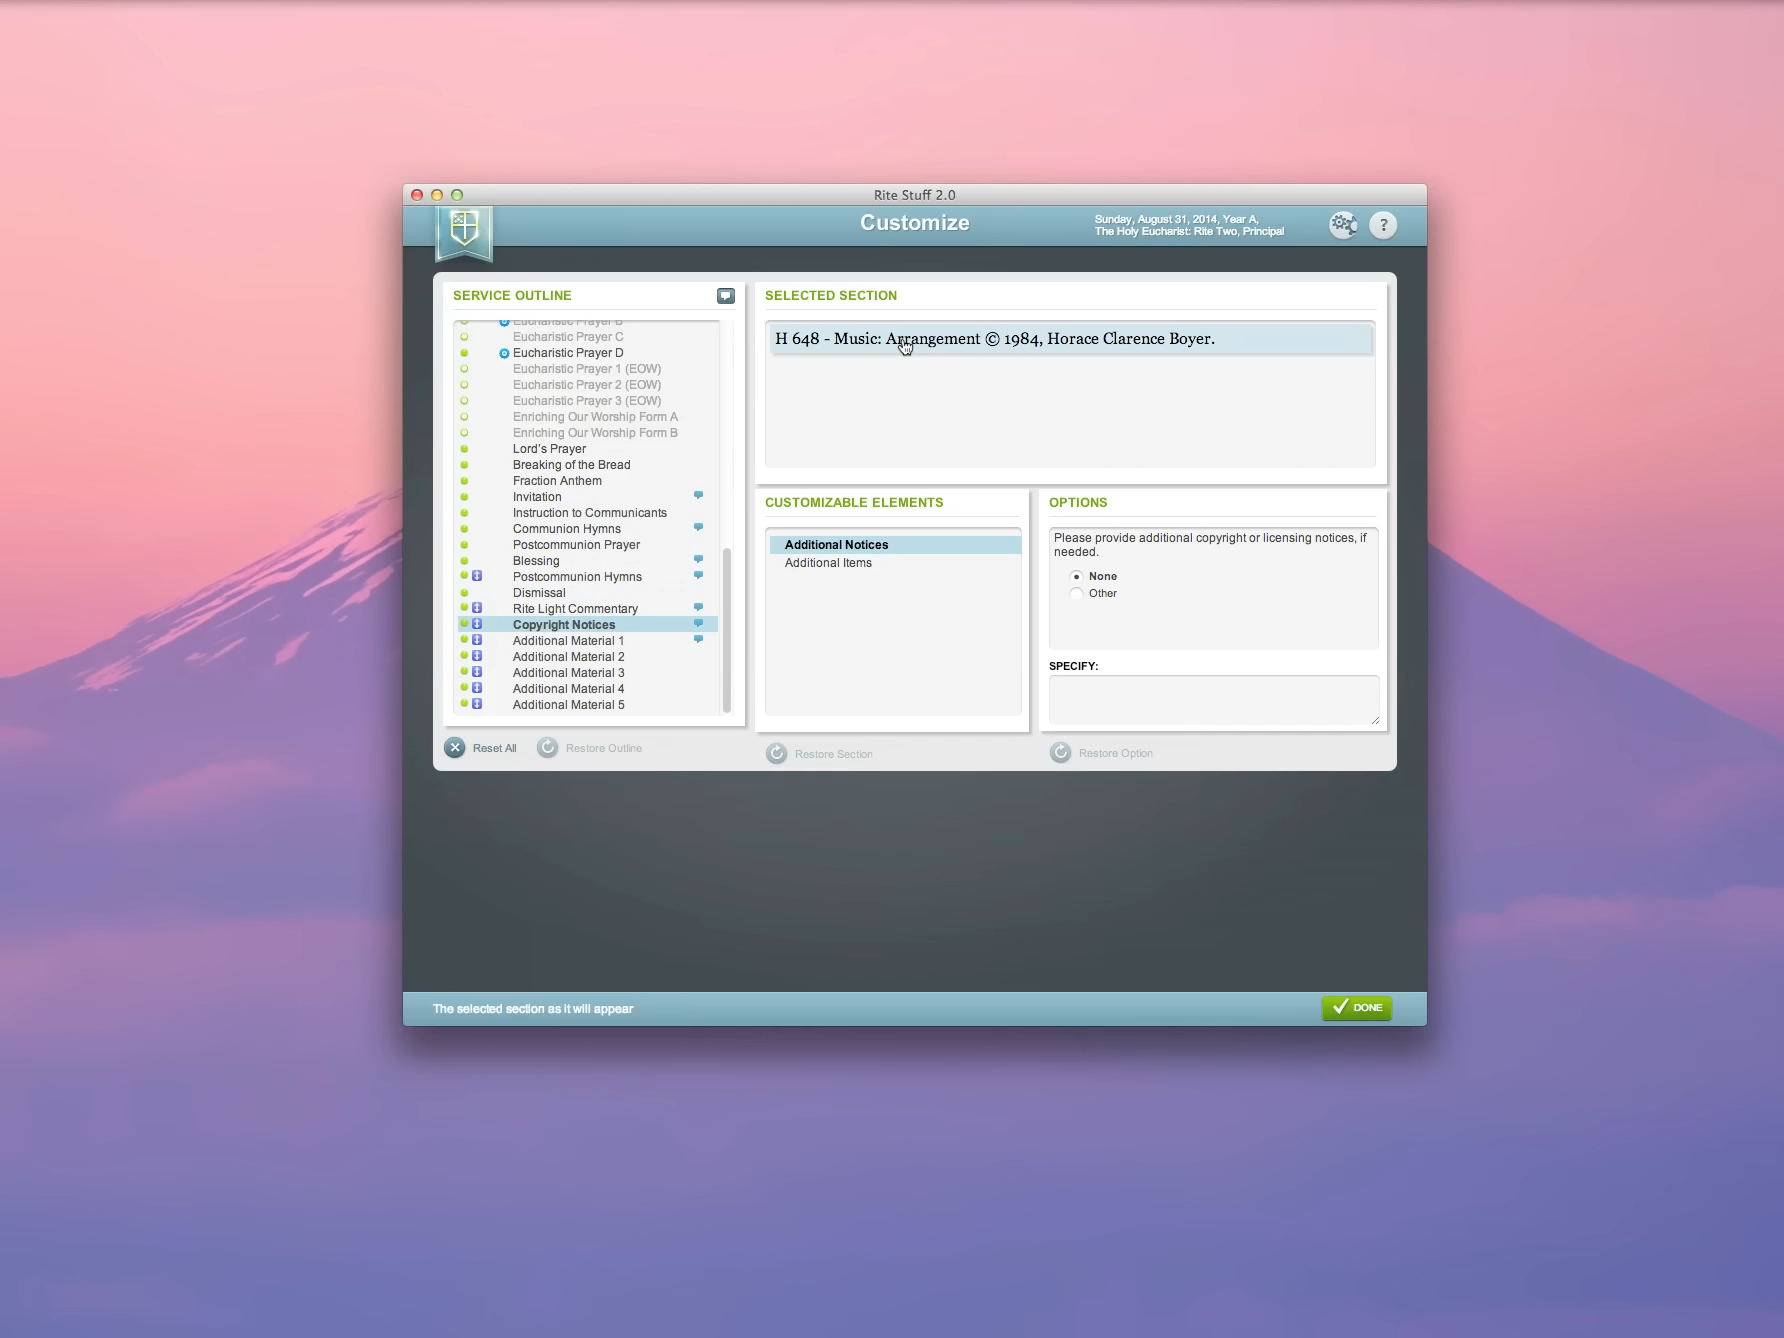 Rite Stuff 2.0
Customize
Sunday, August 31, 2014, Year A,
The Holy Eucharist: Rite Two, Principal
?
SERVICE OUTLINE
Eucharistic Prayer B
Eucharistic Prayer C
Eucharistic Prayer D
Eucharistic Prayer 1 (EOW)
Eucharistic Prayer 2 (EOW)
Eucharistic Prayer 3 (EOW)
Enriching Our Worship Form A
Enriching Our Worship Form B
Lord's Prayer
Breaking of the Bread
Fraction Anthem
Invitation
Instruction to Communicants
Communion Hymns
Postcommunion Prayer
Blessing
Postcommunion Hymns
Dismissal
Rite Light Commentary
Copyright Notices
Additional Material 1
Additional Material 2
Additional Material 3
Additional Material 4
Additional Material 5
Reset All
Restore Outline
SELECTED SECTION
H 648 - Music: Arrangement © 1984, Horace Clarence Boyer.
CUSTOMIZABLE ELEMENTS
Additional Notices
Additional Items
Restore Section
OPTIONS
Please provide additional copyright or licensing notices, if
needed.
None
Other
SPECIFY:
Restore Option
The selected section as it will appear
DONE